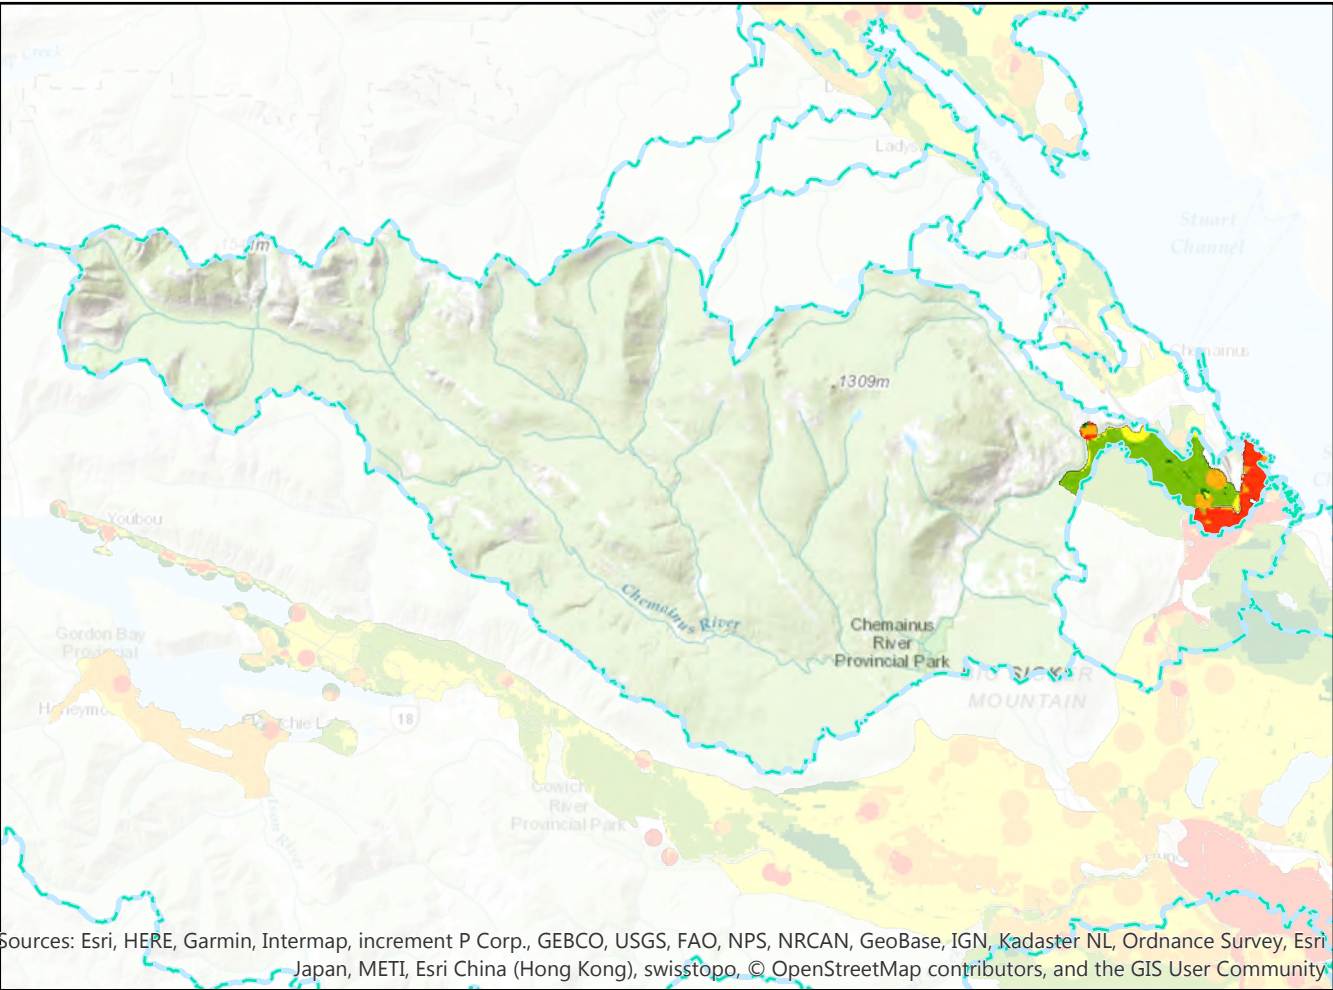 Ladys
1541m
Stuart
Channel
Chemainus
1309m
Youbou
Chemainus River
Chemainus
River
Provincial Park
Gordon Bay
Provincial
MOUNTAIN
18
River
Provincial Park
Sources: Esri, HERE, Garmin, Intermap, increment P Corp., GEBCO, USGS, FAO, NPS, NRCAN, GeoBase, IGN, Kadaster NL, Ordnance Survey, Esri
Japan, METI, Esri China (Hong Kong), swisstopo, © OpenStreetMap contributors, and the GIS User Community